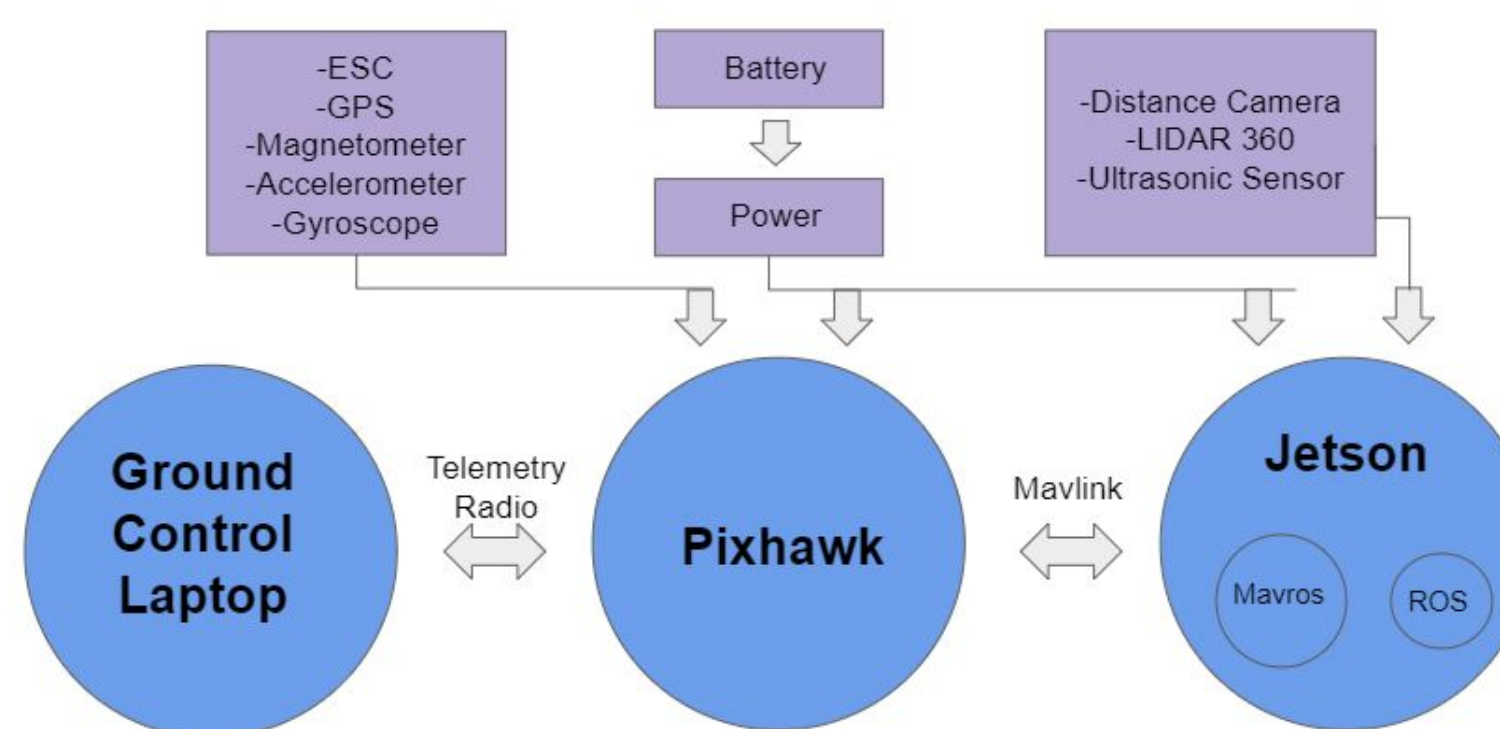 -ESC
-GPS
-Magnetometer
-Accelerometer
-Gyroscope
Battery
Power
-Distance Camera
-LIDAR 360
-Ultrasonic Sensor
Ground
Control
Laptop
Telemetry
Radio
Pixhawk
Mavlink
Jetson
Mavros
ROS